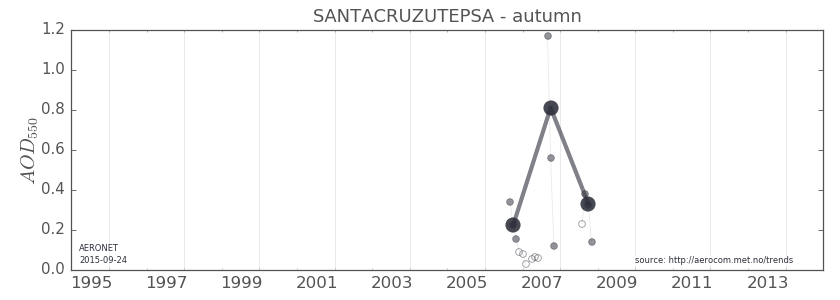 SANTACRUZUTEPSA - autumn
1.2
1.0
0.8
0.6
0.4
0.2
0.0
AOD550
AERONET
2015-09-24
source: http://aerocom.met.no/trends
1995 1997 1999 2001 2003 2005 2007 2009 2011 2013